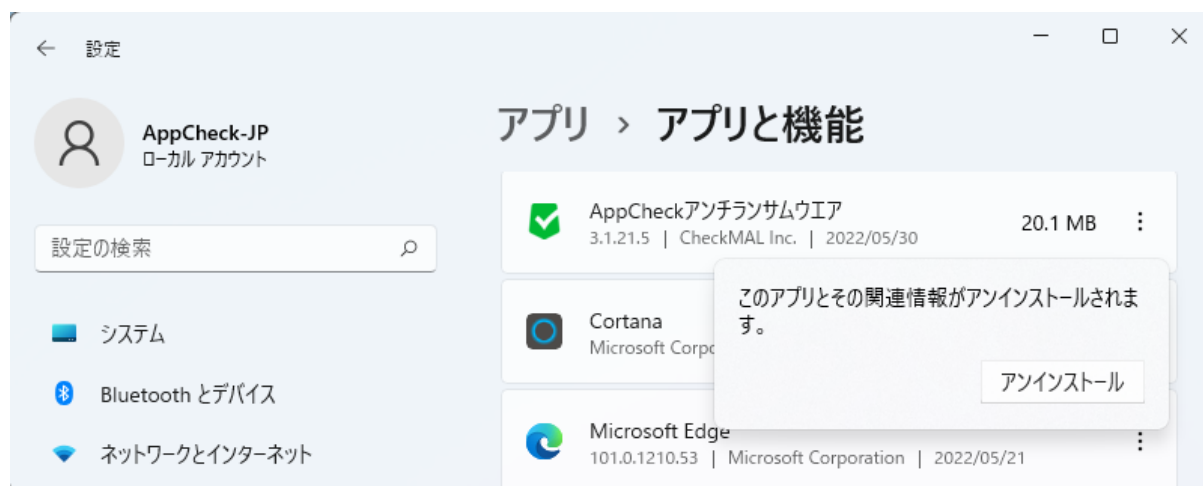 設定
AppCheck-JP
ローカル アカウント
設定の検索
システム
Bluetooth とデバイス
ネットワークとインターネット
アプリ › アプリと機能
AppCheckアンチランサムウエア
3.1.21.5 | CheckMAL Inc. | 2022/05/30
20.1 MB
このアプリとその関連情報がアンインストールされま
す。
アンインストール
Cortana
Microsoft Corpo
Microsoft Edge
101.0.1210.53 | Microsoft Corporation | 2022/05/21